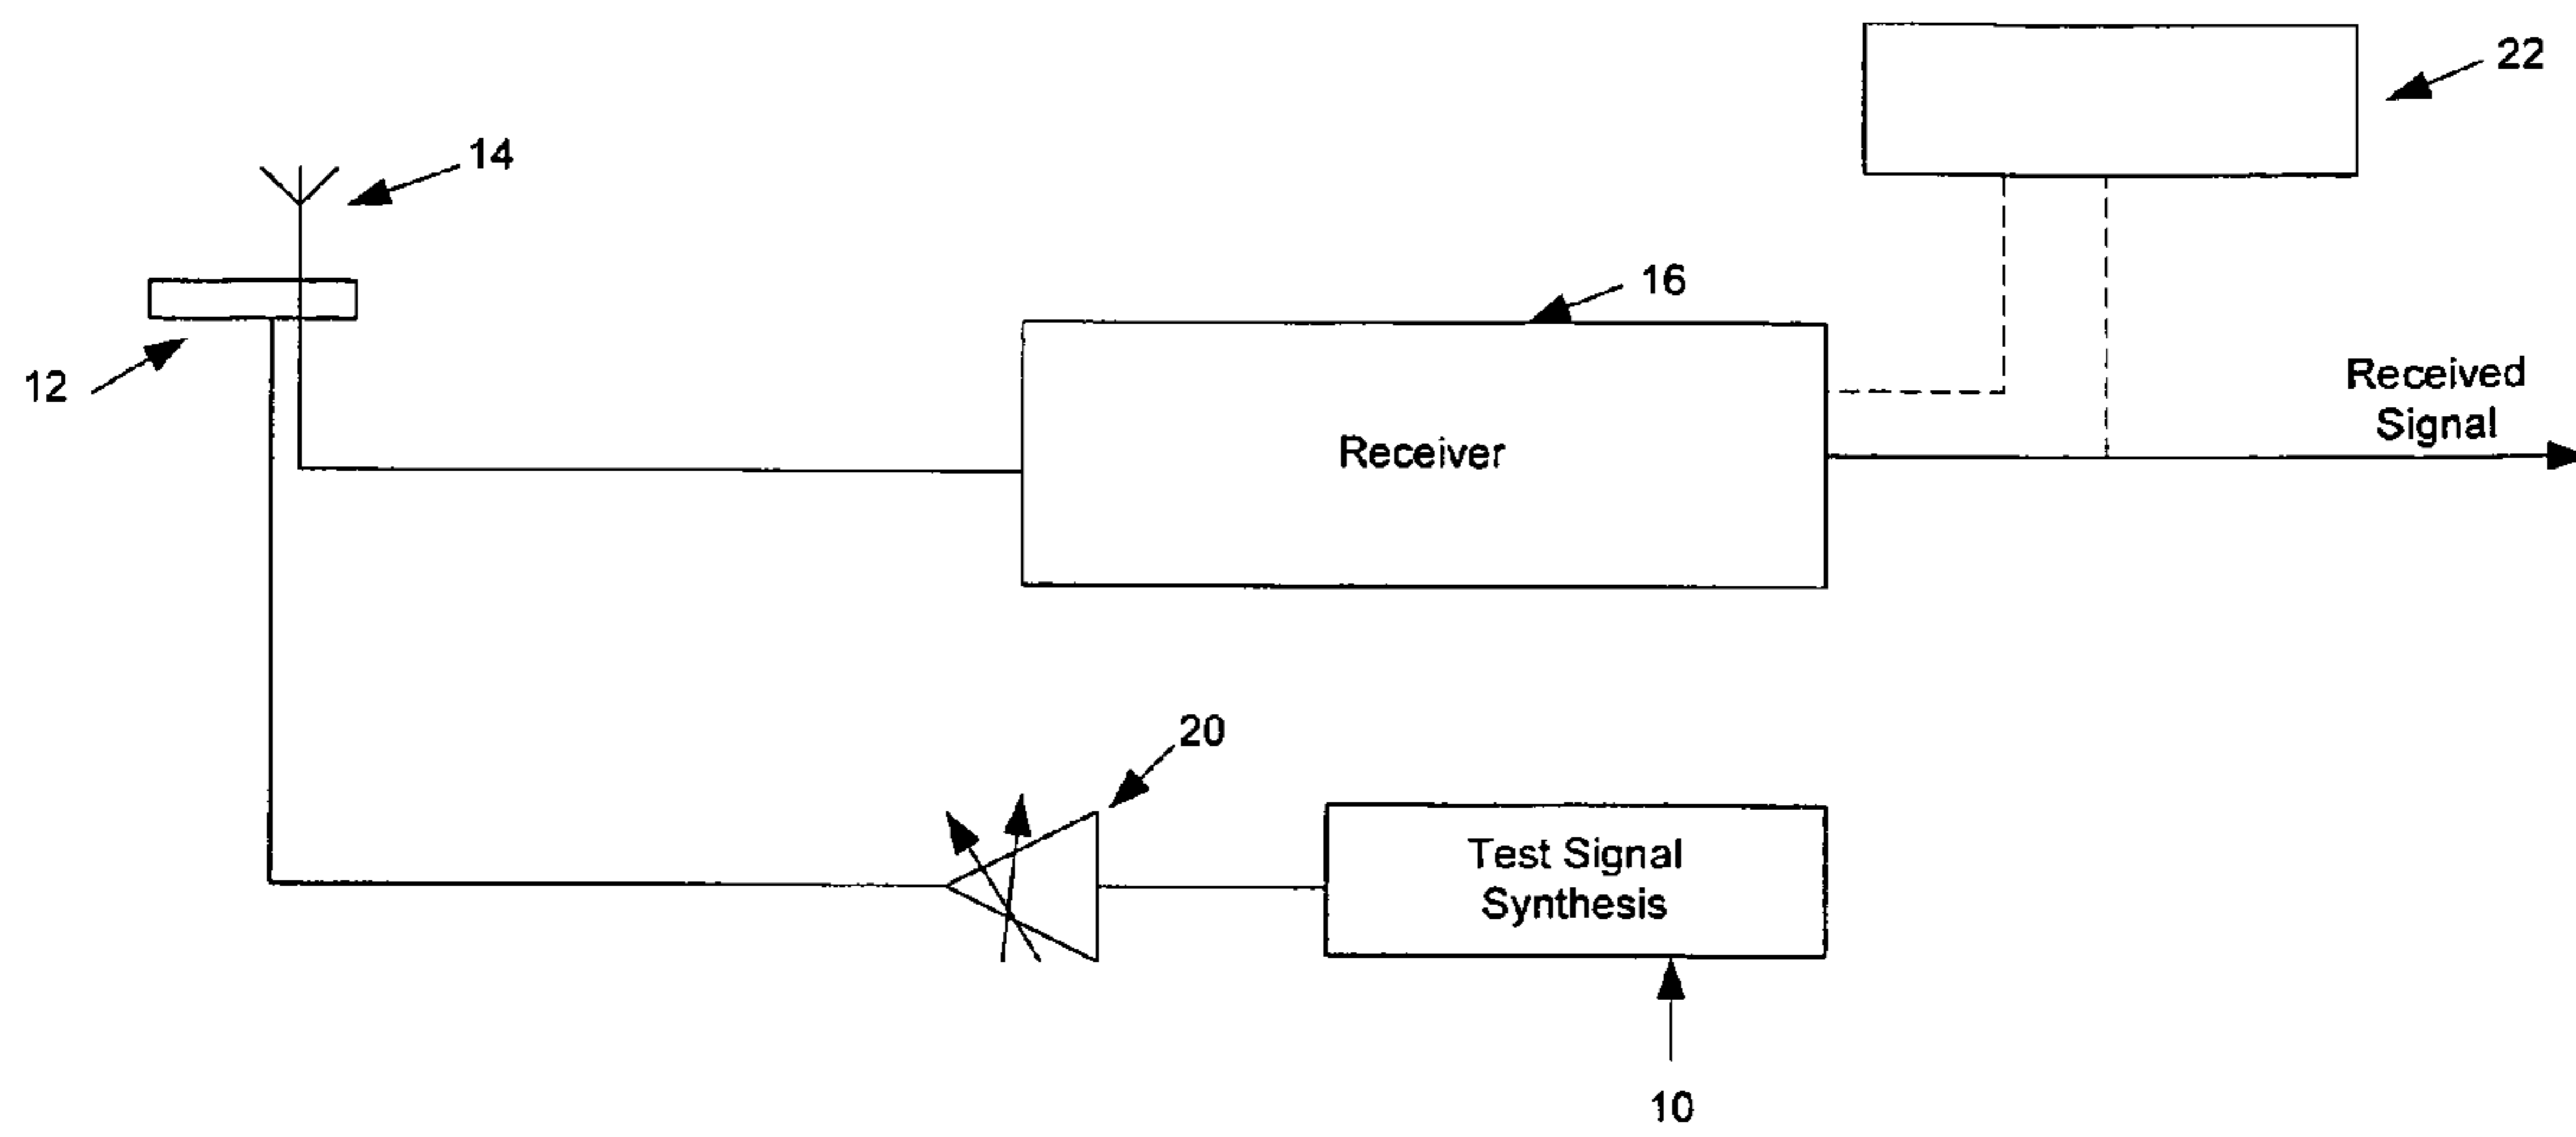 22
14
16
12
Received
Signal
Receiver
20
Test Signal
Synthesis
10